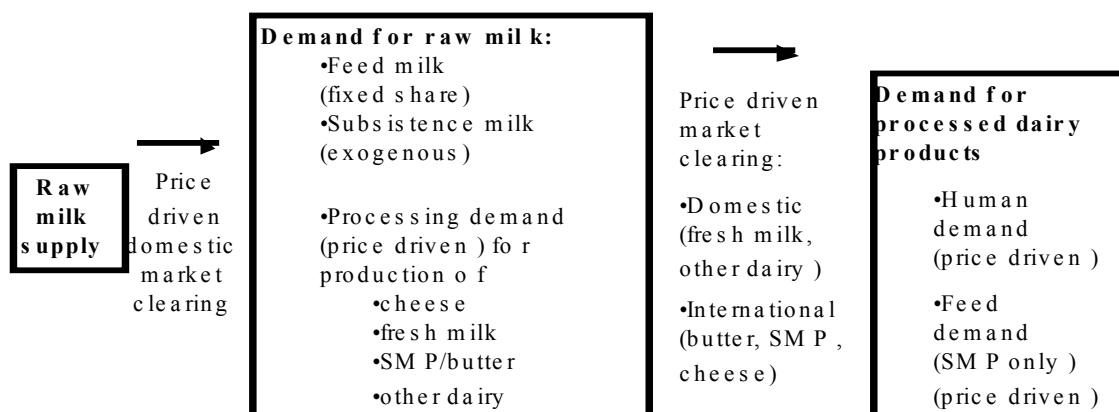 Raw
milk
supply
Price
driven
domestic
market
clearing
Demand for raw milk:
•Feed milk
(fixed share)
•Subsistence milk
(exogenous)
•Processing demand
(price driven) for
production of
•cheese
•fresh milk
•SMP/butter
•other dairy
Price driven
market
clearing:
•Domestic
(fresh milk,
other dairy)
•International
(butter, SMP,
cheese)
Demand for
processed dairy
products
•Human
demand
(price driven)
•Feed
demand
(SMP only)
(price driven)